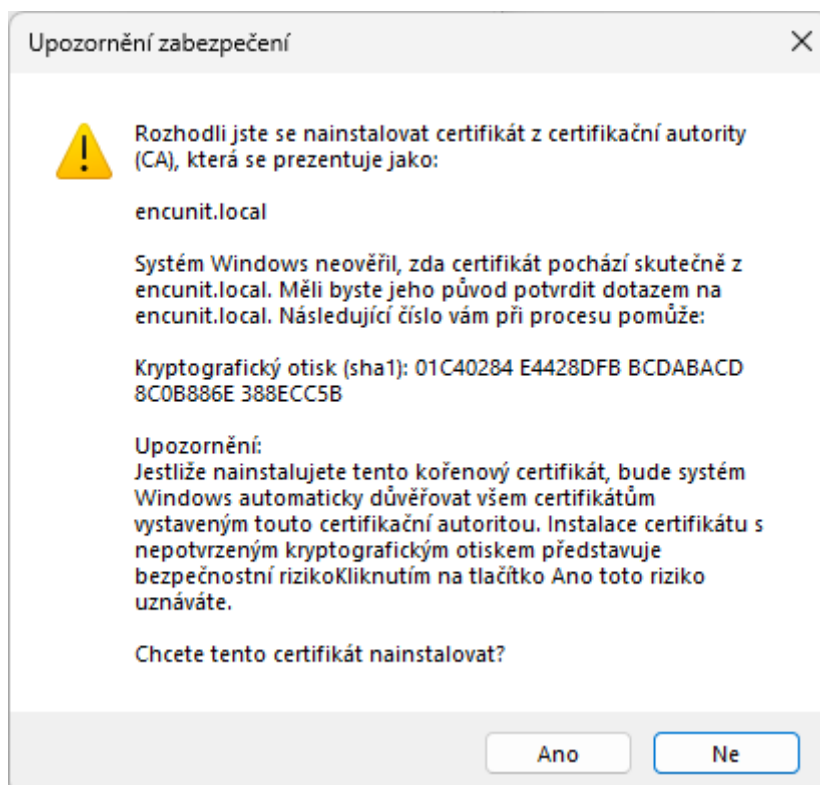 Upozornění zabezpečení
Rozhodli jste se nainstalovat certifikát z certifikační autority
(CA), která se prezentuje jako:
encunit.local
Systém Windows neověřil, zda certifikát pochází skutečně z
encunit.local. Měli byste jeho původ potvrdit dotazem na
encunit.local. Následující číslo vám při procesu pomůže:
Kryptografický otisk (sha1): 01C40284 E4428DFB BCDABACD
8C0B886E 388ECC5B
Upozornění:
Jestliže nainstalujete tento kořenový certifikát, bude systém
Windows automaticky důvěřovat všem certifikátům
vystaveným touto certifikační autoritou. Instalace certifikátu s
nepotvrzeným kryptografickým otiskem představuje
bezpečnostní rizikoKliknutím na tlačítko Ano toto riziko
uznáváte.
Chcete tento certifikát nainstalovat?
Ano
Ne